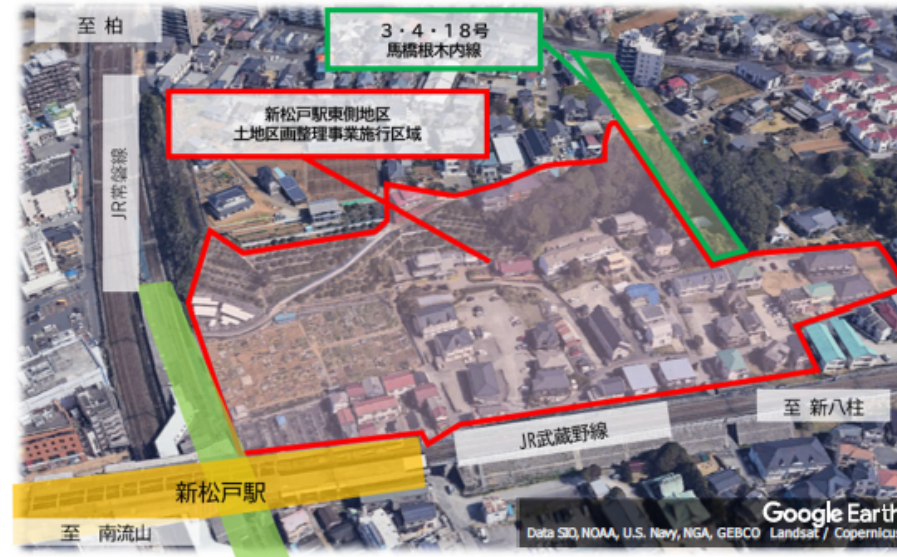 至 柏
3・4・18号
馬橋根木内線
新松戸駅東側地区
土地区画整理事業施行区域
JR常磐線
至 新八柱
JR武蔵野線
新松戸駅
至 南流山
Google Earth
Data SIO, NOAA, U.S. Navy, NGA, GEBCO Landsat / Copernicus